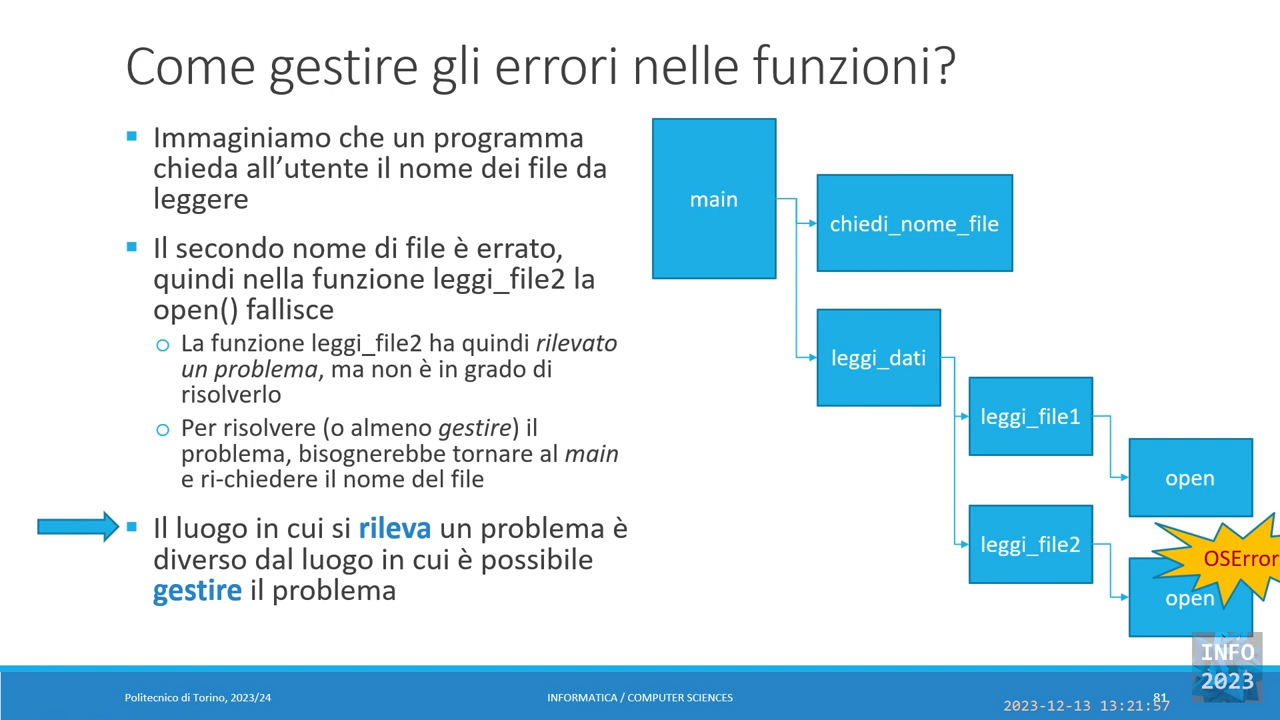 Come gestire gli errori nelle funzioni?
Immaginiamo che un programma
chieda all’utente il nome dei file da
leggere
Il secondo nome di file è errato,
quindi nella funzione leggi_file2 la
open() fallisce
La funzione leggi_file2 ha quindi rilevato
un problema, ma non è in grado di
risolverlo
Per risolvere (o almeno gestire) il
problema, bisognerebbe tornare al main
e ri-chiedere il nome del file
Il luogo in cui si rileva un problema è
diverso dal luogo in cui è possibile
gestire il problema
main
chiedi_nome_file
leggi_dati
leggi_file1
open
leggi_file2
OSError
open
INFO
2023
Politecnico di Torino, 2023/24
INFORMATICA / COMPUTER SCIENCES
81
2023-12-13 13:21:57